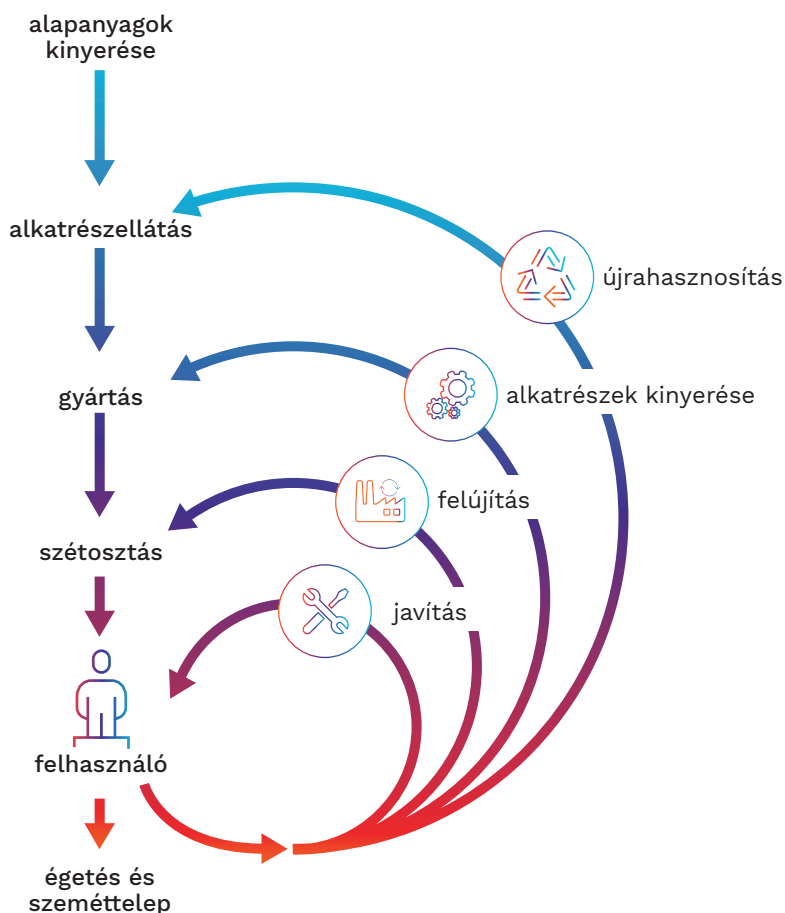 alapanyagok
kinyerése
alkatrészellátás
újrahasznosítás
gyártás
alkatrészek kinyerése
felújítás
szétosztás
javítás
felhasználó
égetés és
szeméttelep